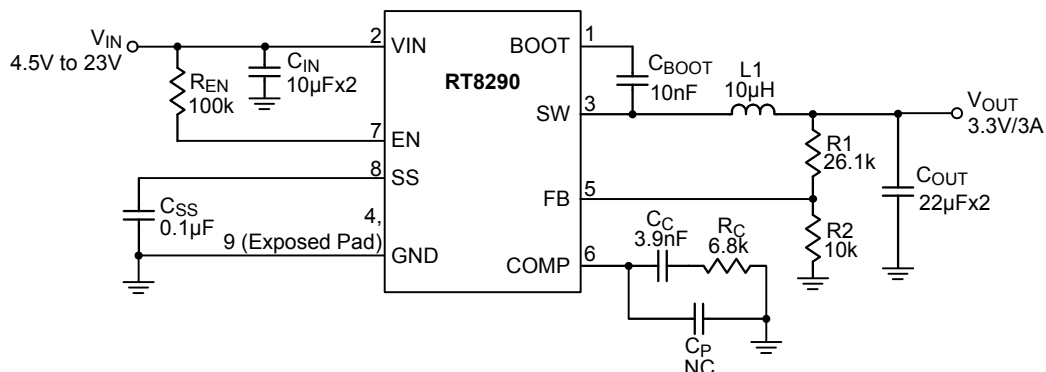 VIN
4.5V to 23V
REN
100k
CIN
10µFx2
2
VIN
7
EN
8
SS
CSS
0.1µF
4,
9 (Exposed Pad)
GND
RT8290
BOOT
1
CBOOT
10nF
SW
3
L1
10µH
VOUT
3.3V/3A
R1
26.1k
COUT
22µFx2
FB
5
R2
10k
COMP
6
CC
3.9nF
RC
6.8k
CP
NC